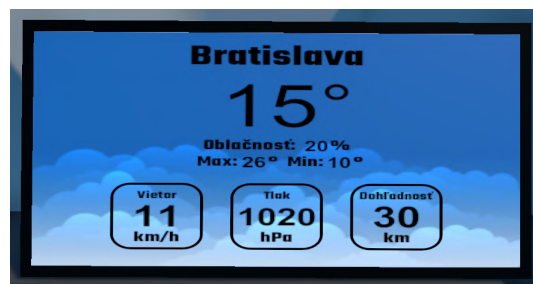 Bratislava
15°
Oblačnosť: 20%
Max: 26° Min: 10°
Vietor
11
km/h
Tlak
1020
hPa
Dohľadnosť
30
km